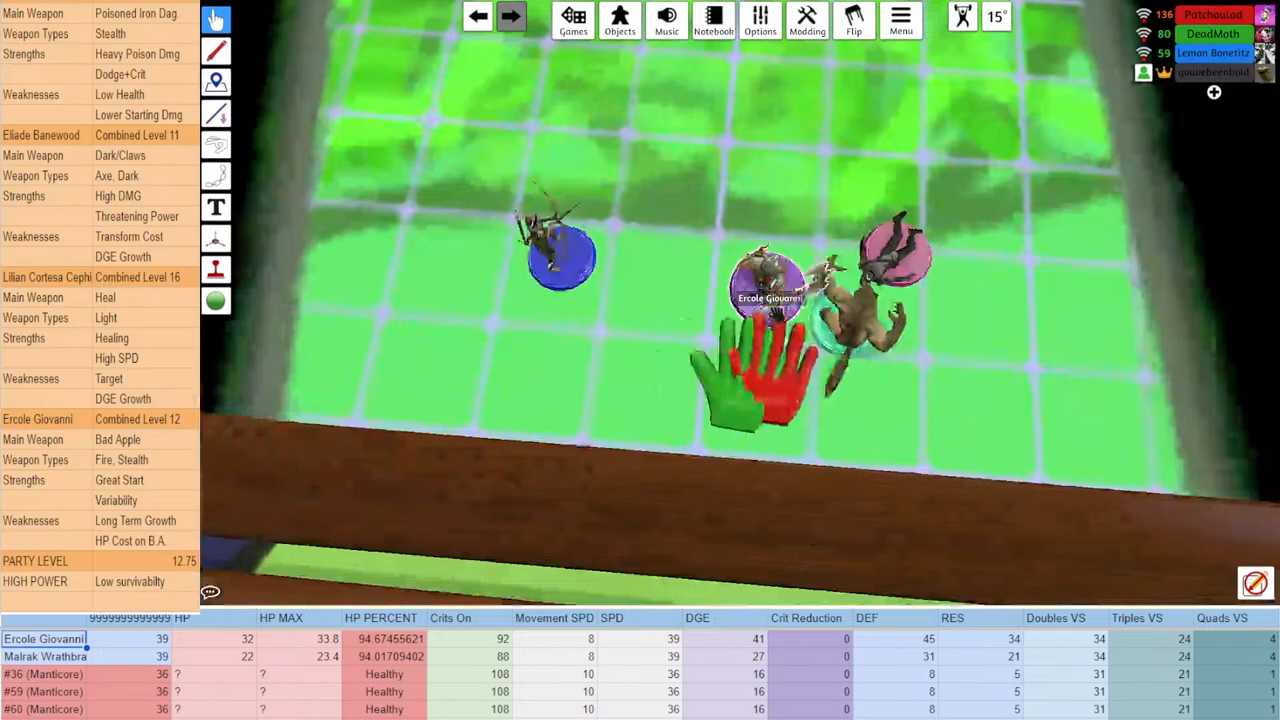 Main Weapon Poisoned Iron Dag.
Weapon Types Stealth
Strengths Heavy Poison Dmg
Dodge+Crit
Weaknesses Low Health
Lower Starting Dmg
Eliade Banewood Combined Level 11
Main Weapon Dark/Claws
Weapon Types Axe, Dark
Strengths High DMG
Threatening Power
Weaknesses Transform Cost
DGE Growth
Lilian Cortesa Cephi Combined Level 16
Main Weapon Heal
Weapon Types Light
Strengths Healing
High SPD
Weaknesses Target
DGE Growth
Ercole Giovanni Combined Level 12
Main Weapon Bad Apple
Weapon Types Fire, Stealth
Strengths Great Start
Variability
Weaknesses Long Term Growth
HP Cost on B.A.
PARTY LEVEL 12.75
HIGH POWER Low survivabilty
T
Games Objects Music Notebook Options Modding Flip Menu 15°
136 Patchoulad
80 DeadMoth
59 Lemon Bonetitz
Ercole Giovanni
9999999999999 HP HP MAX HP PERCENT Crits On Movement SPD SPD DGE Crit Reduction DEF RES Doubles VS Triples VS Quads VS
Ercole Giovanni 39 32 33.8 94.67455621 92 8 39 41 0 45 34 34 24 4
Malrak Wrathbra 39 22 23.4 94.01709402 88 8 39 27 0 31 21 34 24 4
#36 (Manticore) 36 ? ? Healthy 108 10 36 16 0 8 5 31 21 1
#59 (Manticore) 36 ? ? Healthy 108 10 36 16 0 8 5 31 21 1
#60 (Manticore) 36 ? ? Healthy 108 10 36 16 0 8 5 31 21 1